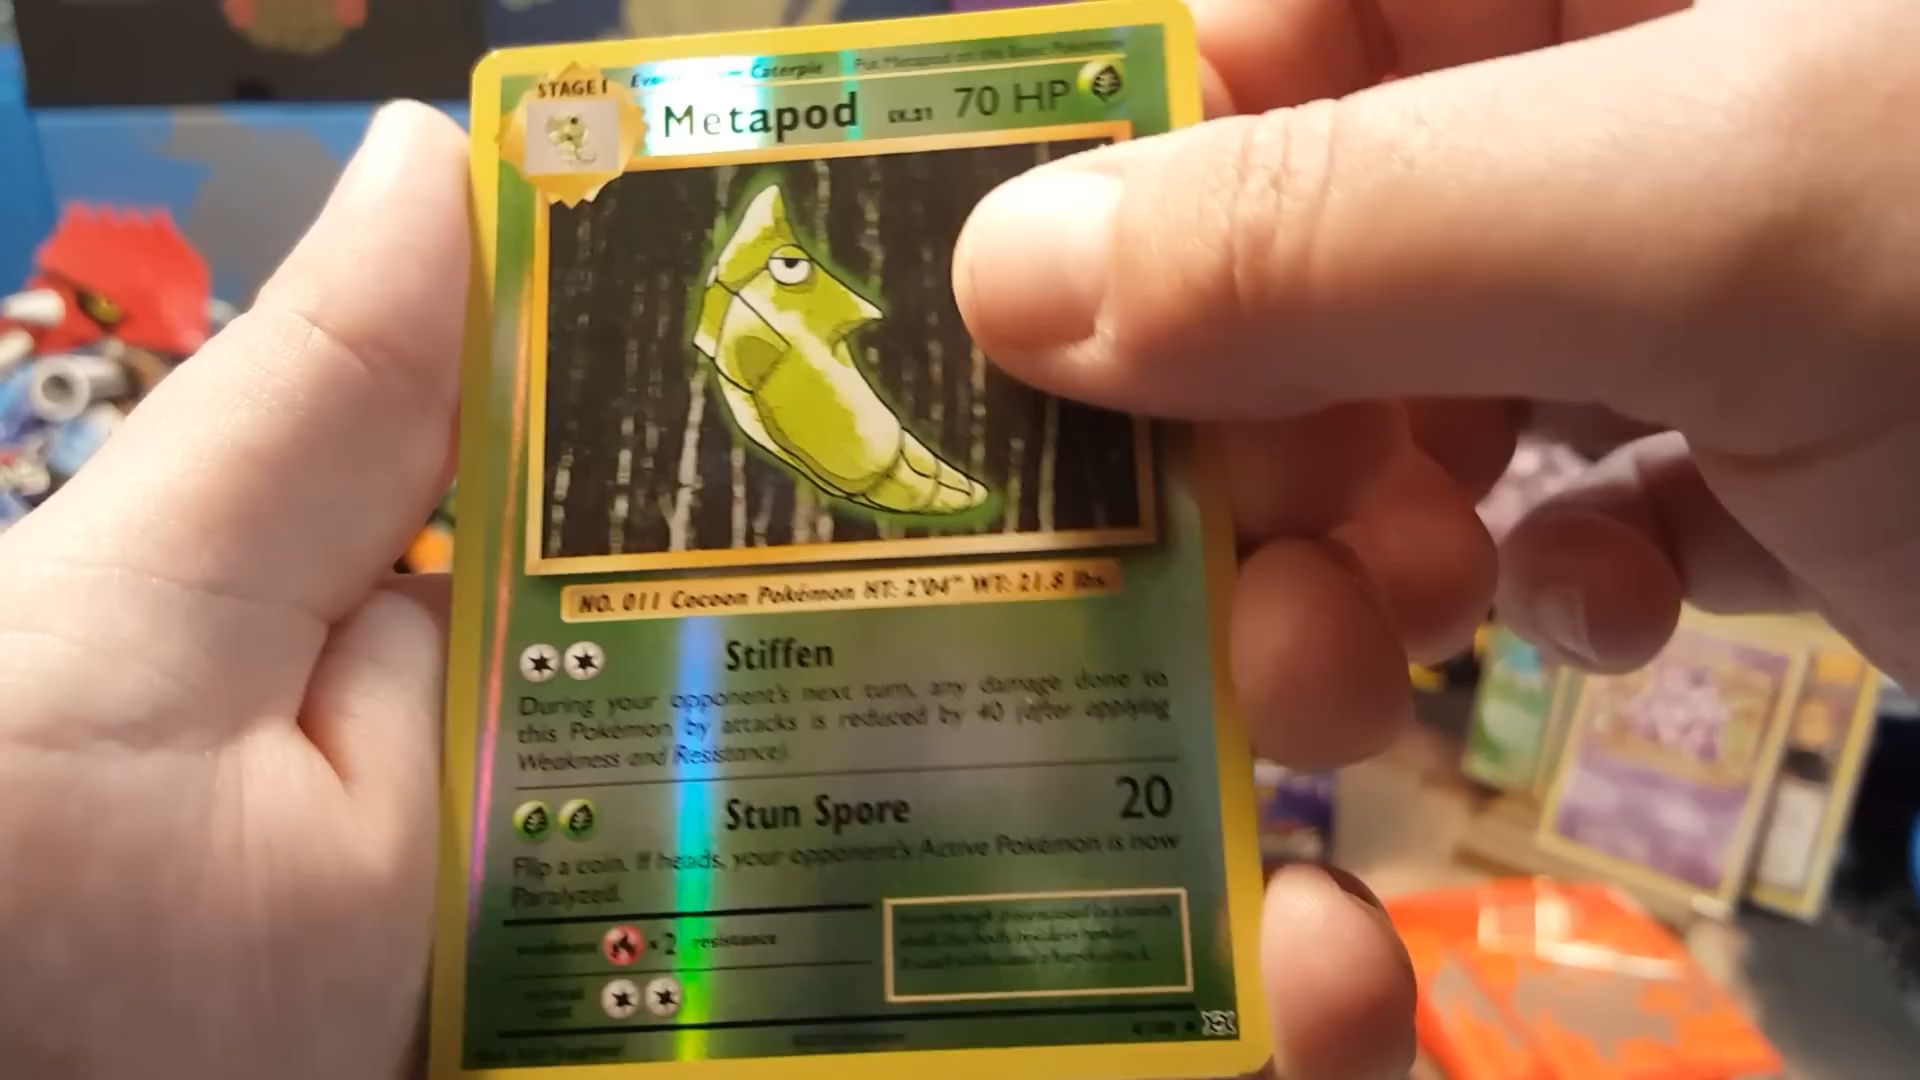 STAGE 1 Caterpie Put Metapod on the Basic Pokémon
Metapod LV.21 70 HP
NO. 011 Cocoon Pokémon HT: 2'04" WT: 21.8 lbs.
Stiffen
During your opponent's next turn, any damage done to
this Pokémon by attacks is reduced by 40 (after applying
Weakness and Resistance).
Stun Spore 20
Flip a coin. If heads, your opponent's Active Pokémon is now
Paralyzed.
weakness × 2 resistance
retreat
cost